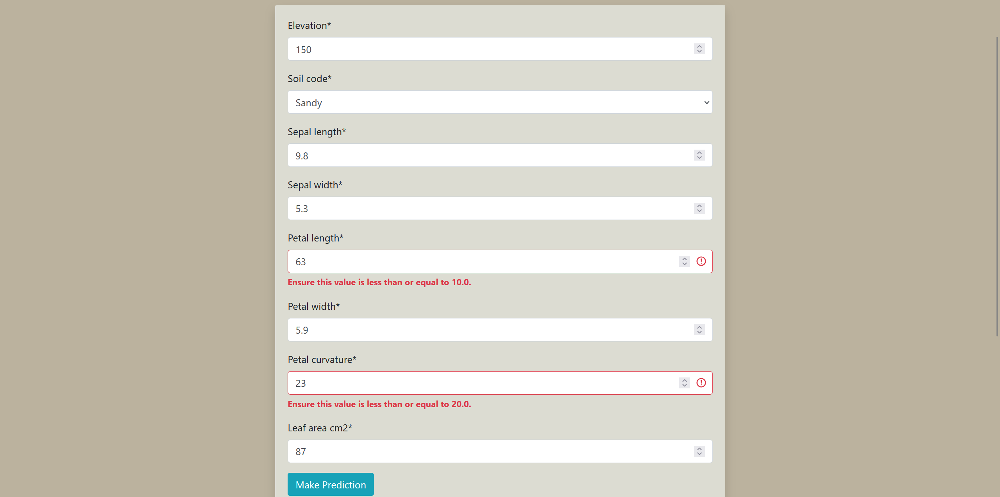 Elevation*
150
Soil code*
Sandy
Sepal length*
9.8
Sepal width*
5.3
Petal length*
63
Ensure this value is less than or equal to 10.0.
Petal width*
5.9
Petal curvature*
23
Ensure this value is less than or equal to 20.0.
Leaf area cm2*
87
Make Prediction